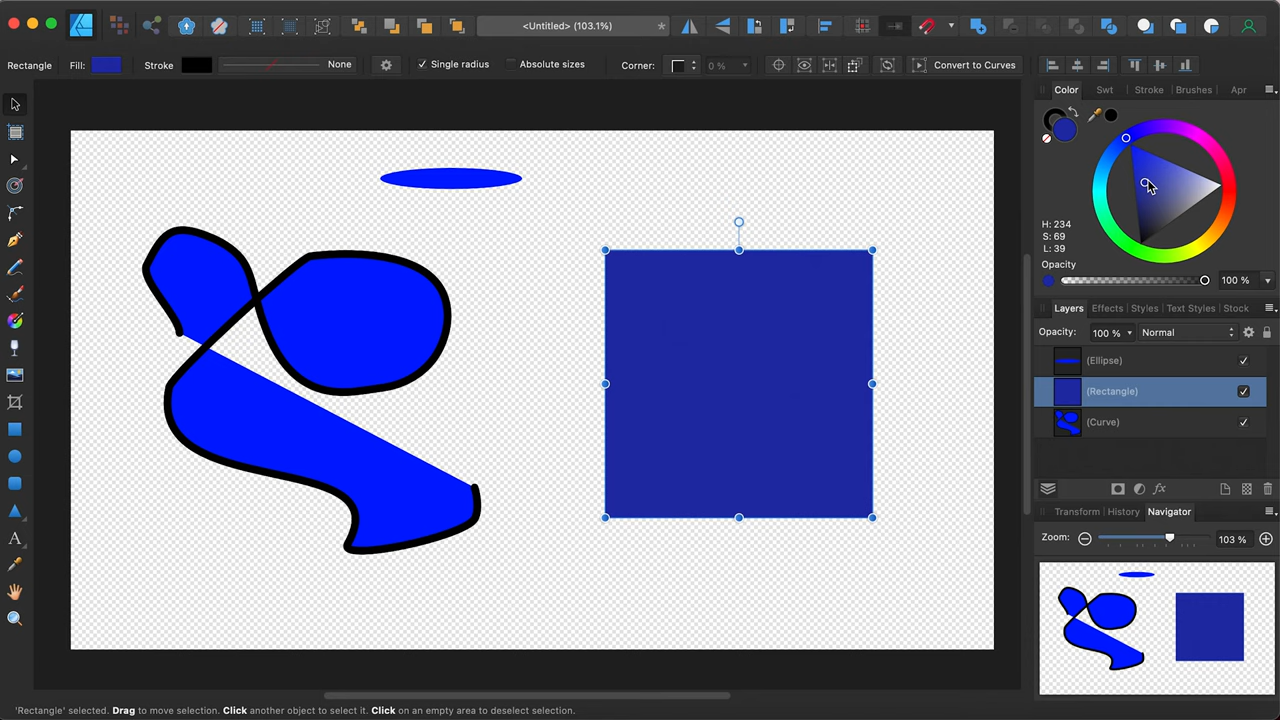 <Untitled> (103.1%)
*
Rectangle Fill: Stroke None Single radius Absolute sizes Corner: 0 % Convert to Curves
Color Swt Stroke Brushes Apr
H: 234
S: 69
L: 39
Opacity
100 %
Layers Effects Styles Text Styles Stock
Opacity: 100 % Normal
(Ellipse)
(Rectangle)
(Curve)
fx
Transform History Navigator
Zoom: 103 %
A
'Rectangle' selected. Drag to move selection. Click another object to select it. Click on an empty area to deselect selection.